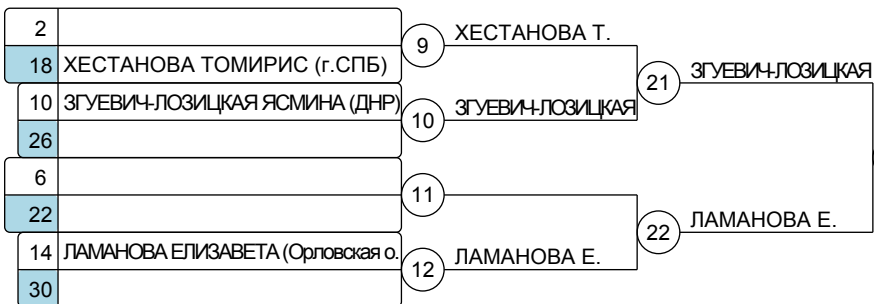 2
18 ХЕСТАНОВА ТОМИРИС (г.СПБ)
10 ЗГУЕВИЧ-ЛОЗИЦКАЯ ЯСМИНА (ДНР)
26
6
22
14 ЛАМАНОВА ЕЛИЗАВЕТА (Орловская о.
30
9 ХЕСТАНОВА Т.
10 ЗГУЕВИЧ-ЛОЗИЦКАЯ
11
12 ЛАМАНОВА Е.
21 ЗГУЕВИЧ-ЛОЗИЦКАЯ
22 ЛАМАНОВА Е.